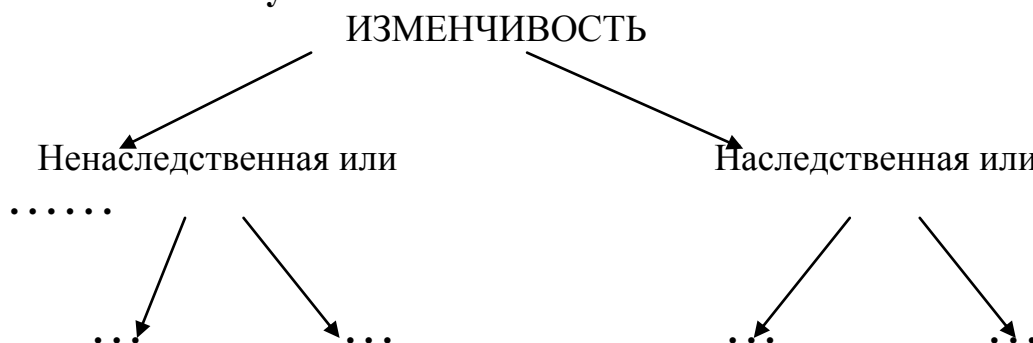 ИЗМЕНЧИВОСТЬ
Ненаследственная или Наследственная или
......
... ... ... ...